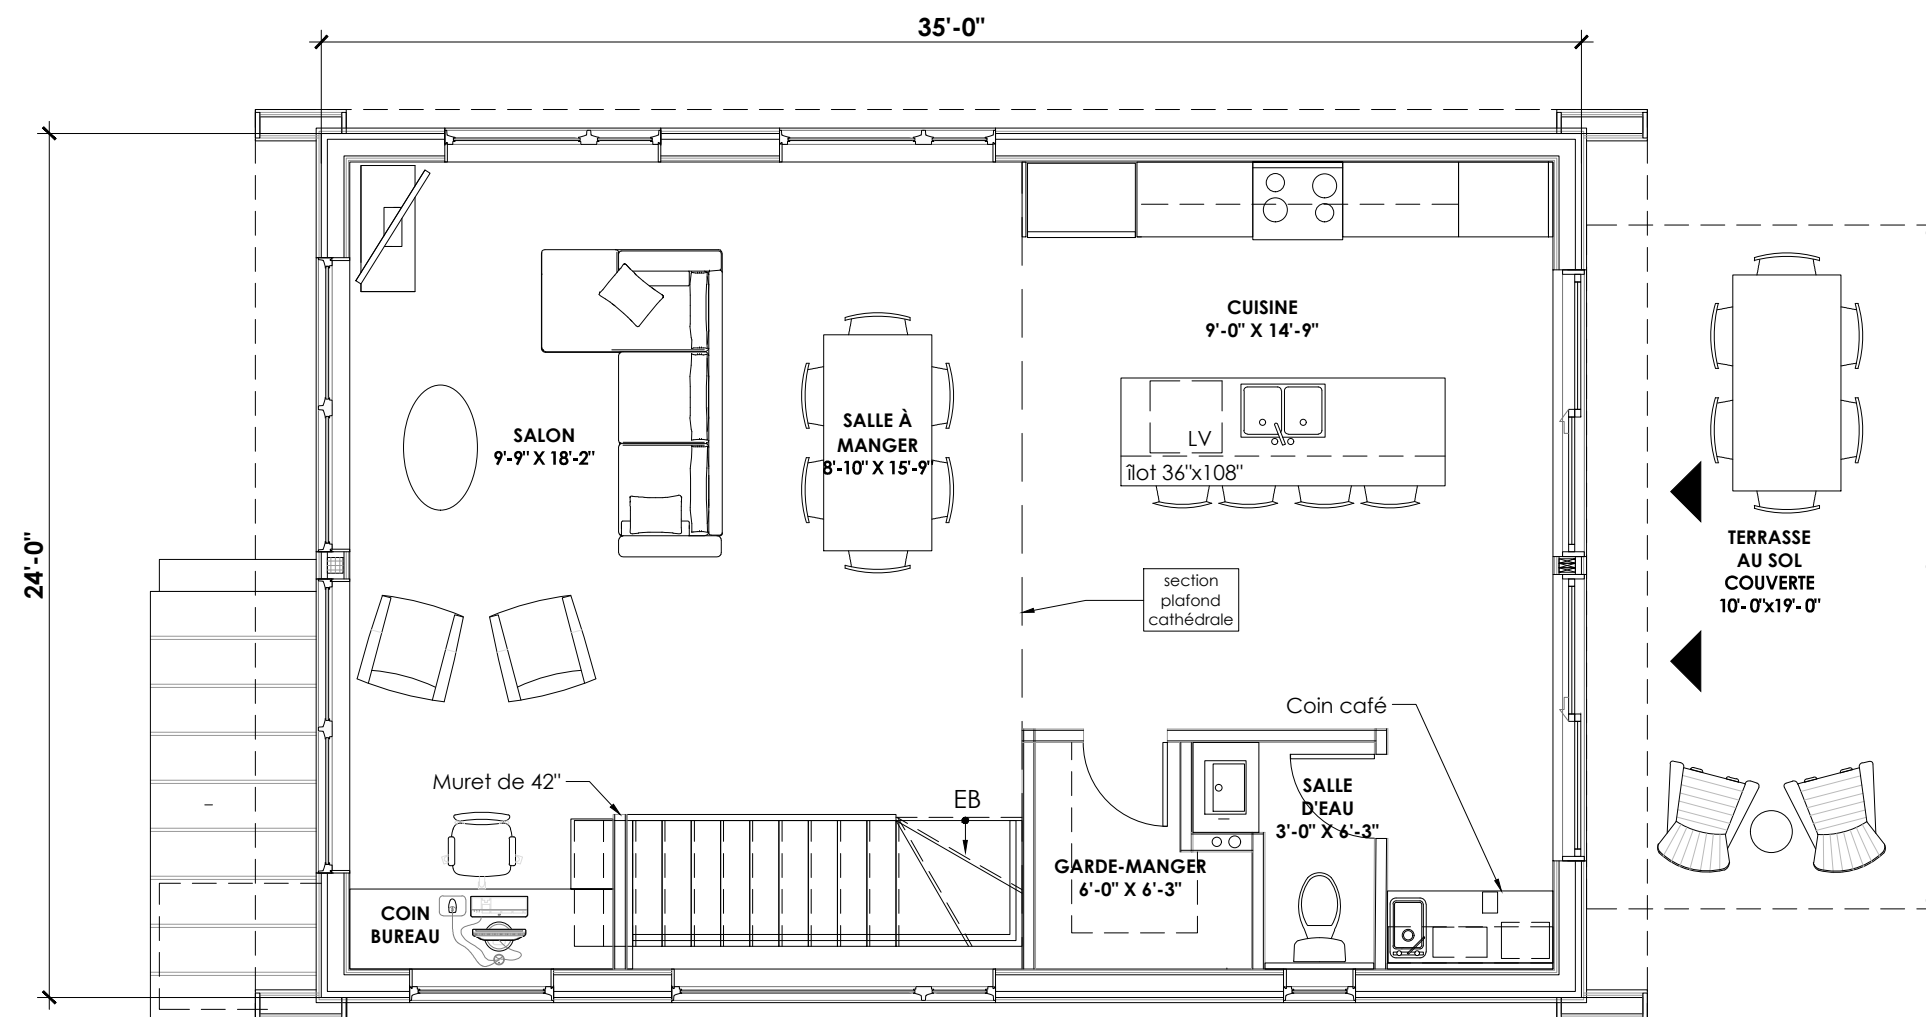 35'-0"
24'-0"
CUISINE
9'-0" X 14'-9"
SALON
9'-9" X 18'-2"
SALLE À
MANGER
8'-10" X 15'-9"
LV
îlot 36"x108"
TERRASSE
AU SOL
COUVERTE
10'-0"x19'-0"
section
plafond
cathédrale
Coin café
Muret de 42"
EB
SALLE
D'EAU
3'-0" X 6'-3"
GARDE-MANGER
6'-0" X 6'-3"
COIN
BUREAU